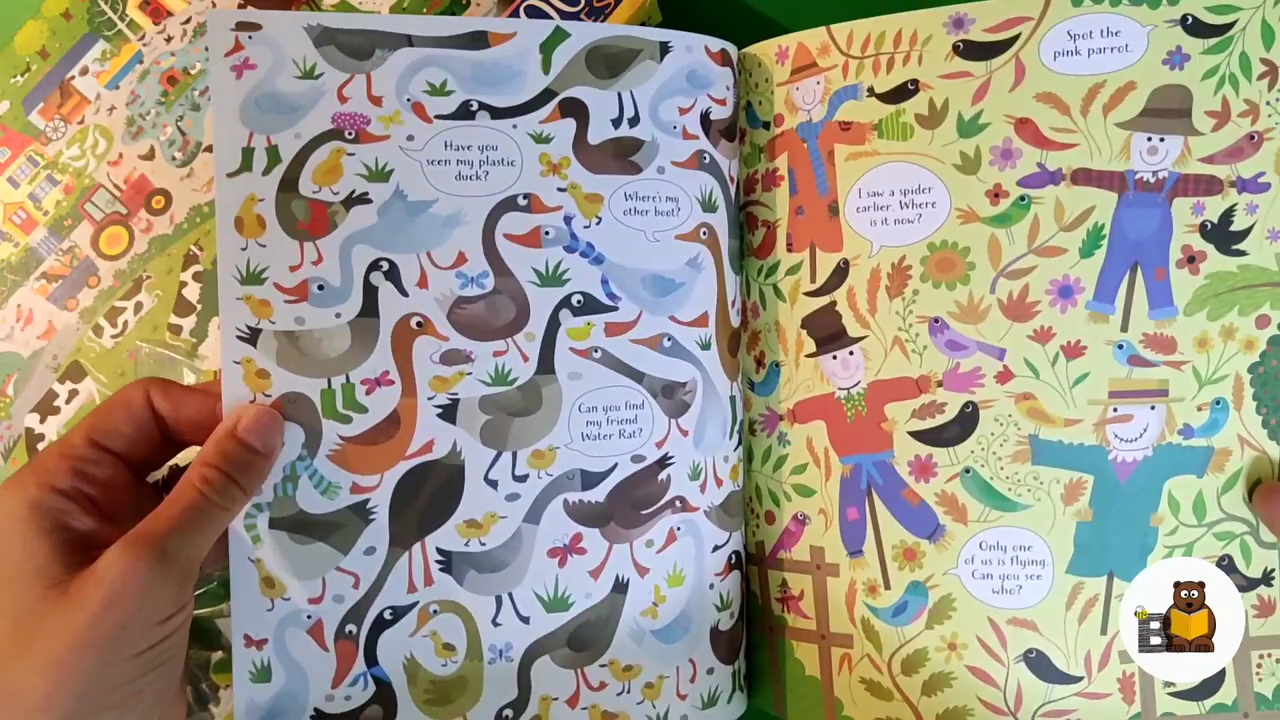 Have you
seen my plastic
duck?
Where's my
other boot?
Can you find
my friend
Water Rat?
Spot the
pink parrot.
I saw a spider
earlier. Where
is it now?
Only one
of us is flying.
Can you see
who?
B